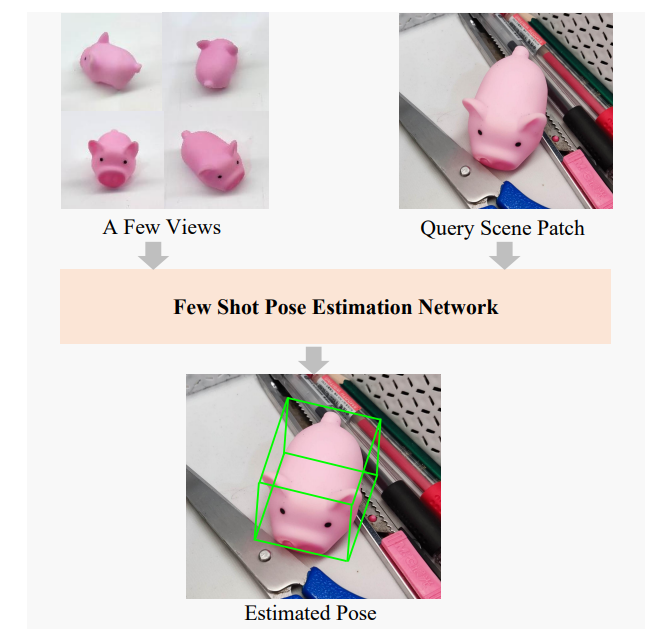 A Few Views
Query Scene Patch
Few Shot Pose Estimation Network
Estimated Pose